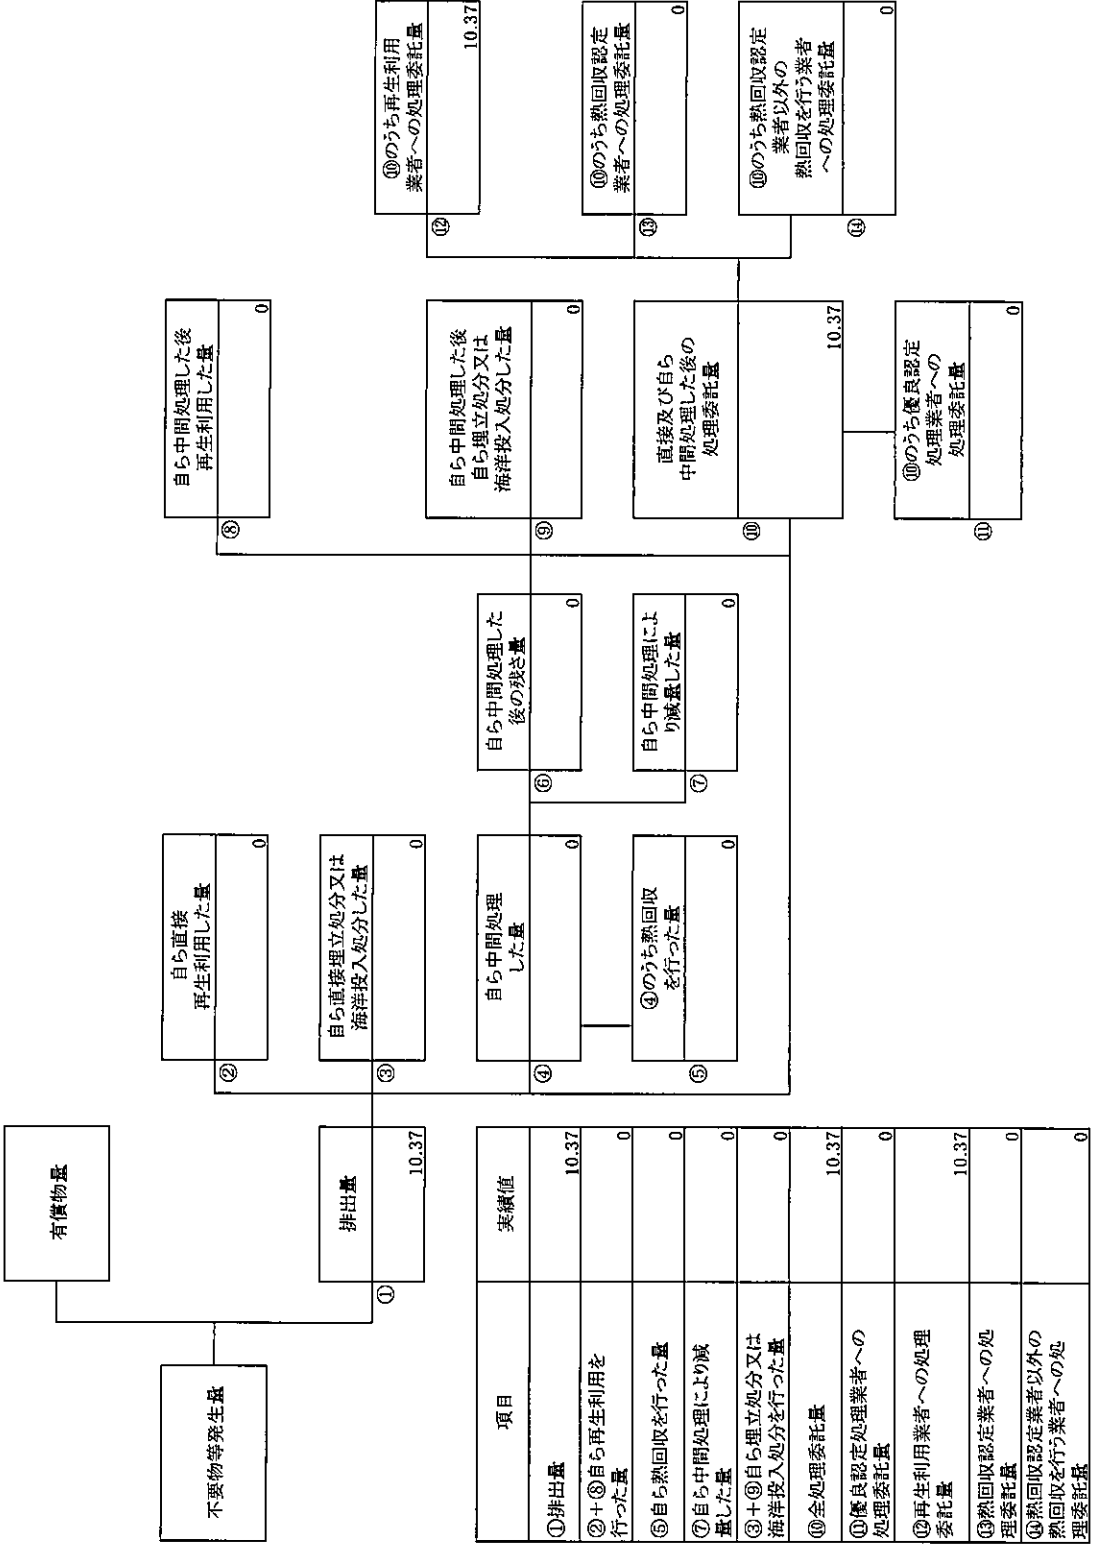 不要物等発生量
有償物量
排出量
①
10.37
自ら直接
再生利用した量
②
0
自ら直接埋立処分又は
海洋投入処分した量
③
0
自ら中間処理
した量
④
0
④のうち熱回収
を行った量
⑤
0
自ら中間処理した
後の残さ量
⑥
0
自ら中間処理によ
り減量した量
⑦
0
自ら中間処理した後
再生利用した量
⑧
0
自ら中間処理した後
自ら埋立処分又は
海洋投入処分した量
⑨
0
直接及び自ら
中間処理した後の
処理委託量
⑩
10.37
⑩のうち優良認定
処理業者への
処理委託量
⑪
0
⑩のうち再生利用
業者への処理委託量
⑫
10.37
⑩のうち熱回収認定
業者への処理委託量
⑬
0
⑩のうち熱回収認定
業者以外の
熱回収を行う業者
への処理委託量
⑭
0
項目 実績値
①排出量 10.37
②+⑧自ら再生利用を
行った量 0
⑤自ら熱回収を行った量 0
⑦自ら中間処理により減
量した量 0
③+⑨自ら埋立処分又は
海洋投入処分を行った量 0
⑩全処理委託量 10.37
⑪優良認定処理業者への
処理委託量 0
⑫再生利用業者への処理
委託量 10.37
⑬熱回収認定業者への処
理委託量 0
⑭熱回収認定業者以外の
熱回収を行う業者への処
理委託量 0